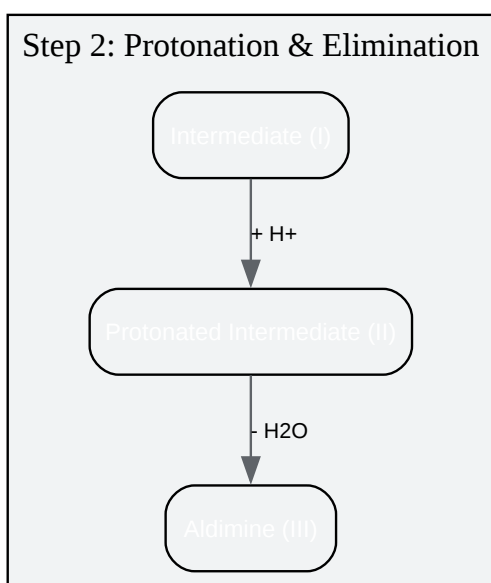 Step 2: Protonation & Elimination
Intermediate (I)
+ H+
Protonated Intermediate (II)
- H2O
Aldimine (III)